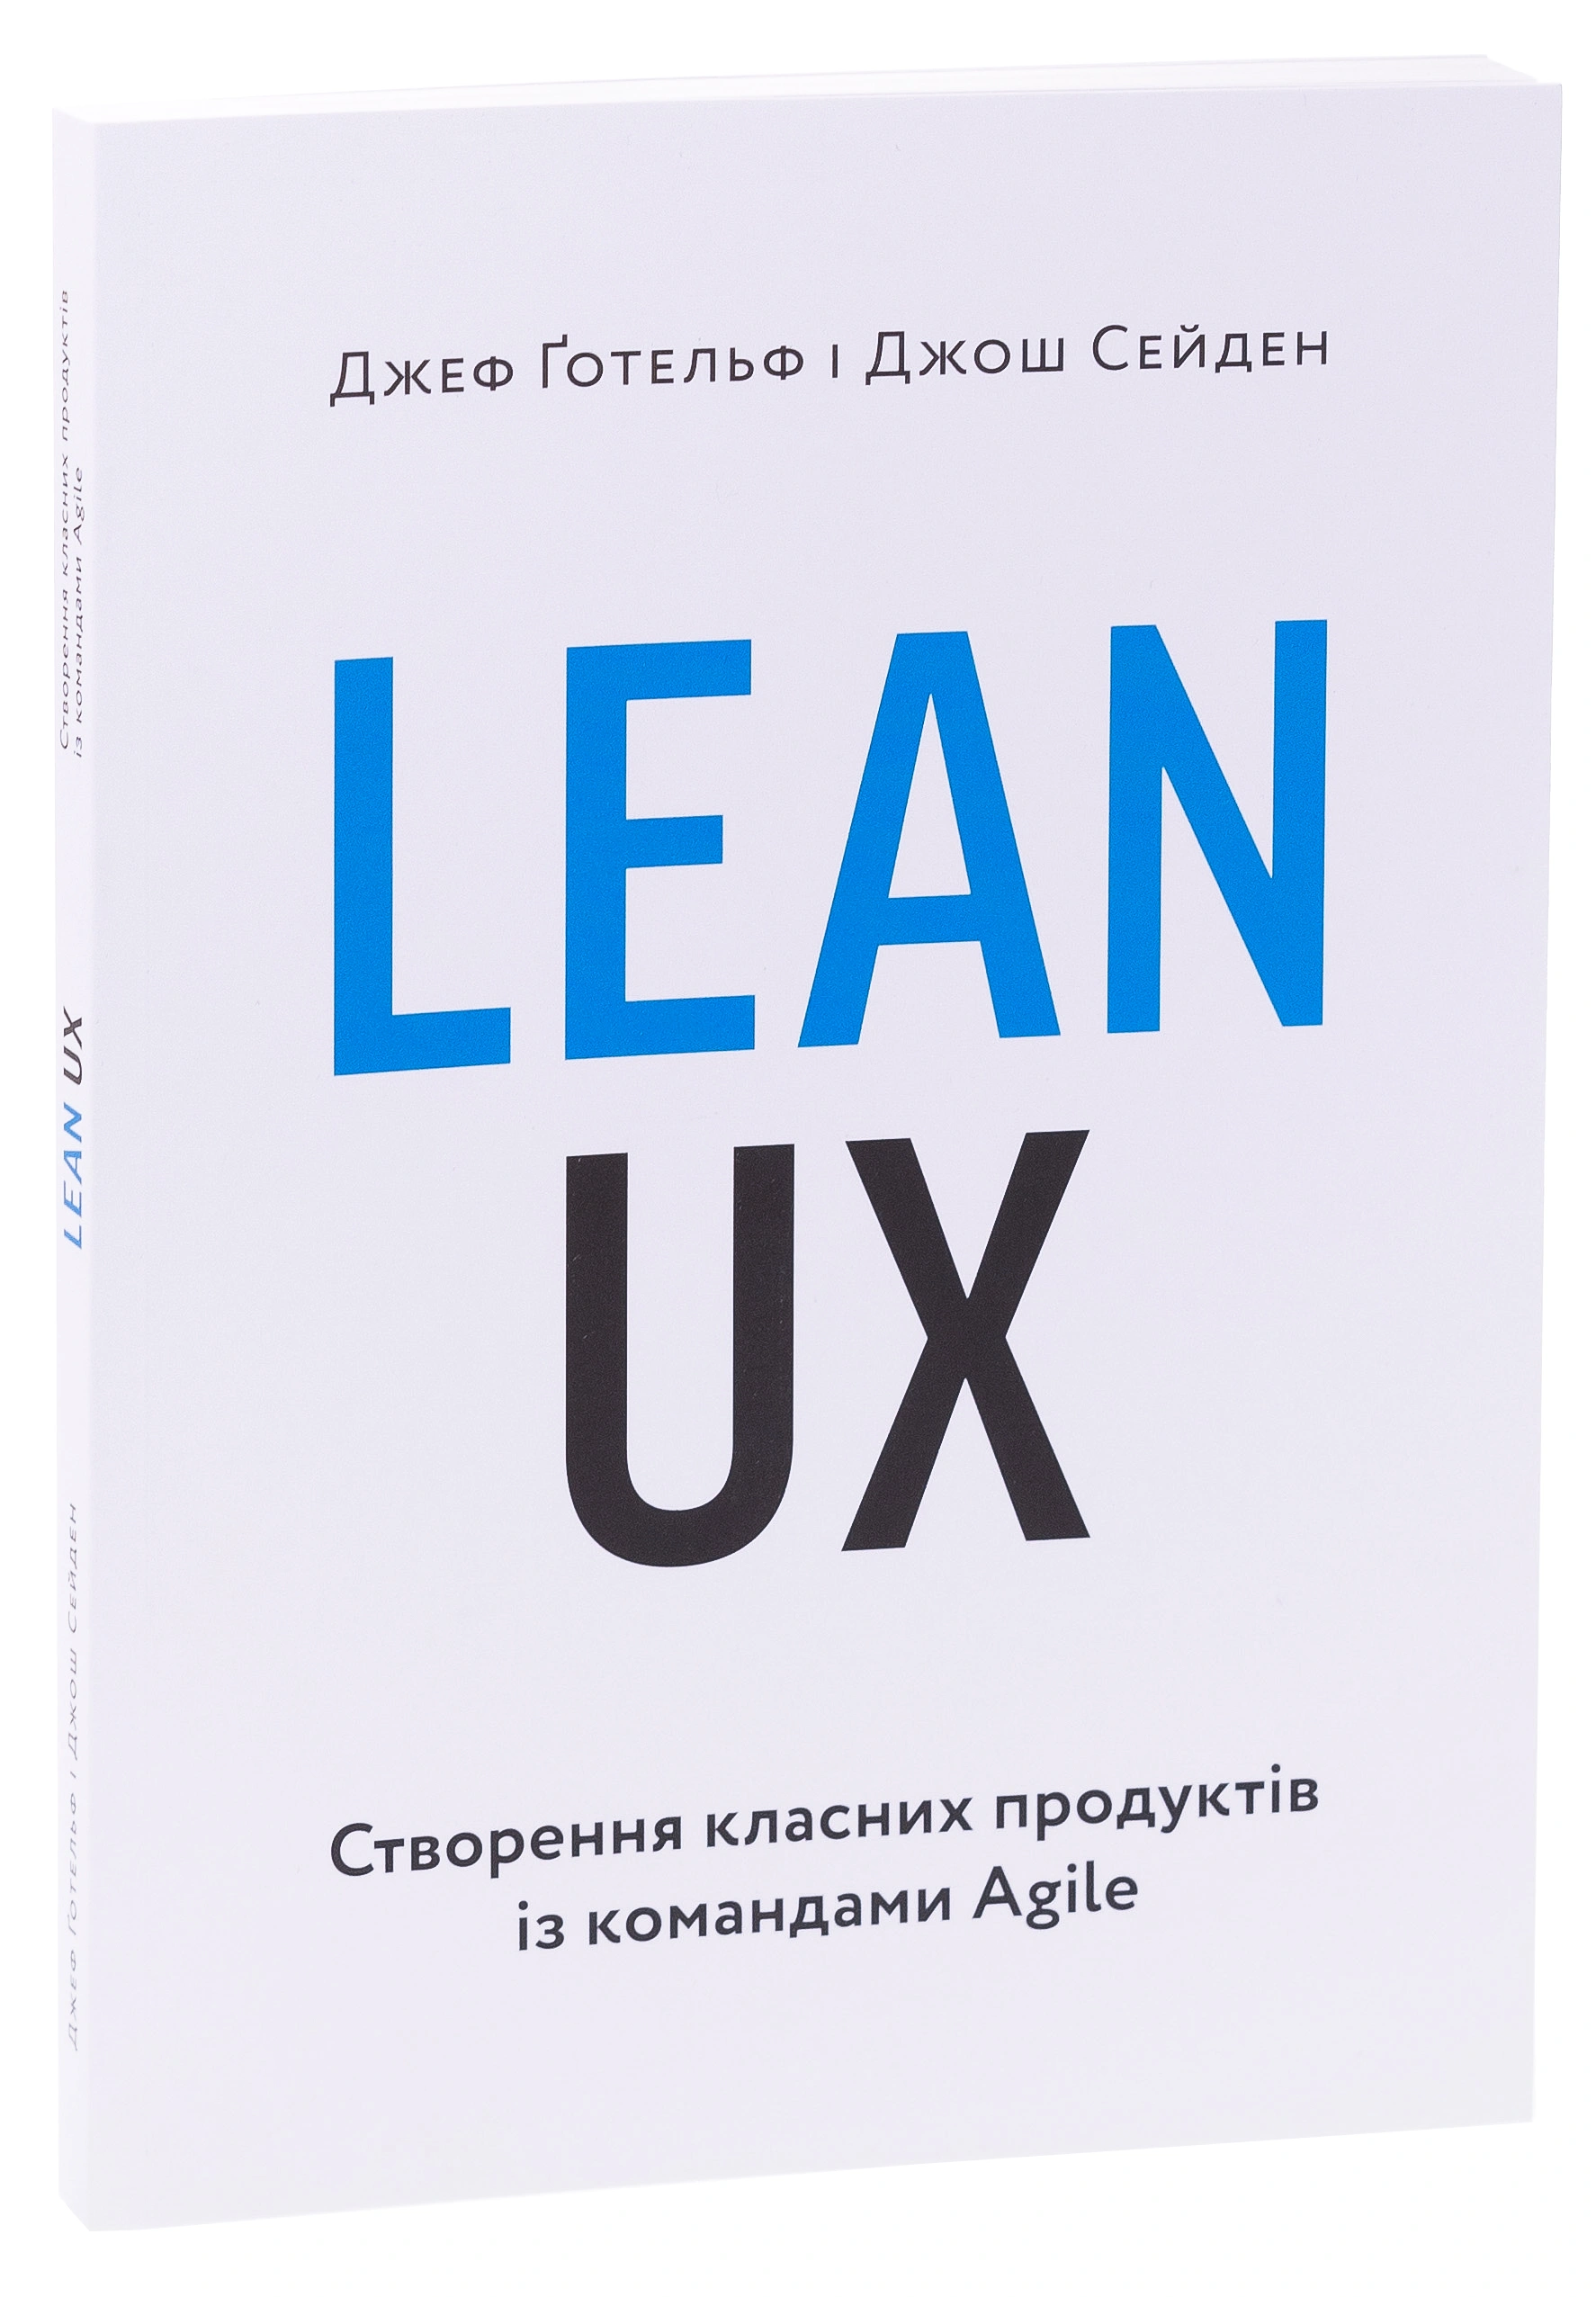 Джеф Ґотельф і Джош Сейден
LEAN
UX
Створення класних продуктів
із командами Agile
Джеф Ґотельф і Джош Сейден
LEAN UX
Створення класних продуктів
із командами Agile